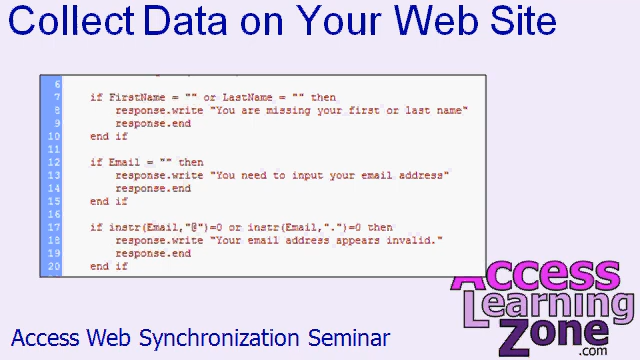 Collect Data on Your Web Site
6
7 if FirstName = "" or LastName = "" then
8 response.write "You are missing your first or last name"
9 response.end
10 end if
11
12 if Email = "" then
13 response.write "You need to input your email address"
14 response.end
15 end if
16
17 if instr(Email,"@")=0 or instr(Email,".")=0 then
18 response.write "Your email address appears invalid."
19 response.end
20 end if
Access
Learning
Zone.com
Access Web Synchronization Seminar